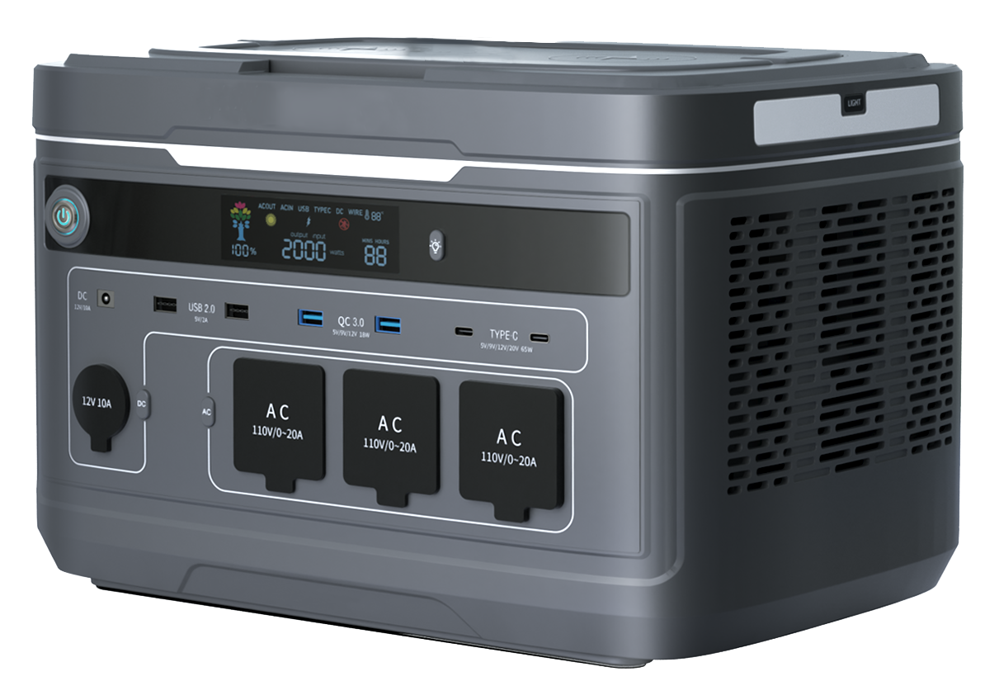 LIGHT
ACOUT ACIN USB TYPEC DC WIRE 88°
output input
MINS HOURS
100%
2000 watts
88
DC
12V/10A
USB 2.0
5V/2A
QC 3.0
5V/9V/12V 18W
TYPE-C
5V/9V/12V/20V 65W
12V 10A
DC
AC
AC
110V/0~20A
AC
110V/0~20A
AC
110V/0~20A